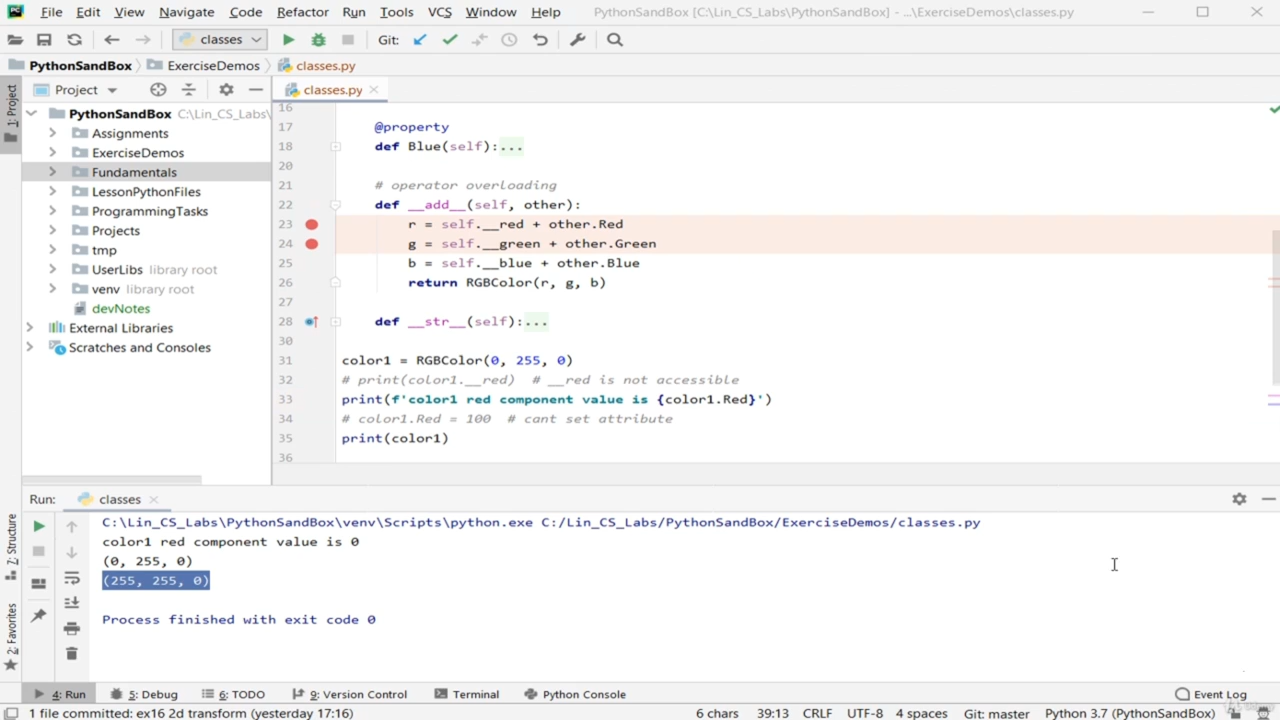 File Edit View Navigate Code Refactor Run Tools VCS Window Help PythonSandBox [C:\Lin_CS_Labs\PythonSandBox] - ...\ExerciseDemos\classes.py
classes Git:
PythonSandBox ExerciseDemos classes.py
1: Project
Project
classes.py
PythonSandBox C:\Lin_CS_Labs\
Assignments
ExerciseDemos
Fundamentals
LessonPythonFiles
ProgrammingTasks
Projects
tmp
UserLibs library root
venv library root
devNotes
External Libraries
Scratches and Consoles
16
17 @property
18 def Blue(self):...
20
21 # operator overloading
22 def __add__(self, other):
23 r = self.__red + other.Red
24 g = self.__green + other.Green
25 b = self.__blue + other.Blue
26 return RGBColor(r, g, b)
27
28 def __str__(self):...
30
31 color1 = RGBColor(0, 255, 0)
32 # print(color1.__red) # __red is not accessible
33 print(f'color1 red component value is {color1.Red}')
34 # color1.Red = 100 # cant set attribute
35 print(color1)
36
Run: classes
C:\Lin_CS_Labs\PythonSandBox\venv\Scripts\python.exe C:/Lin_CS_Labs/PythonSandBox/ExerciseDemos/classes.py
color1 red component value is 0
(0, 255, 0)
(255, 255, 0)
Process finished with exit code 0
Z: Structure
2: Favorites
4: Run 5: Debug 6: TODO 9: Version Control Terminal Python Console Event Log
1 file committed: ex16 2d transform (yesterday 17:16) 6 chars 39:13 CRLF UTF-8 4 spaces Git: master Python 3.7 (PythonSandBox)